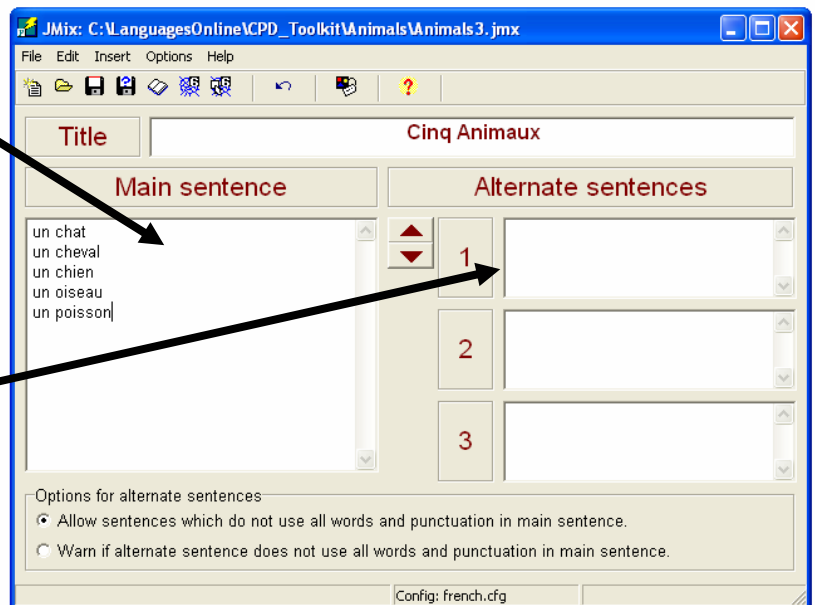 JMix: C:\LanguagesOnline\CPD_Toolkit\Animals\Animals3.jmx
File Edit Insert Options Help
?
Title
Cinq Animaux
Main sentence
Alternate sentences
un chat
un cheval
un chien
un oiseau
un poisson
1
2
3
Options for alternate sentences
Allow sentences which do not use all words and punctuation in main sentence.
Warn if alternate sentence does not use all words and punctuation in main sentence.
Config: french.cfg